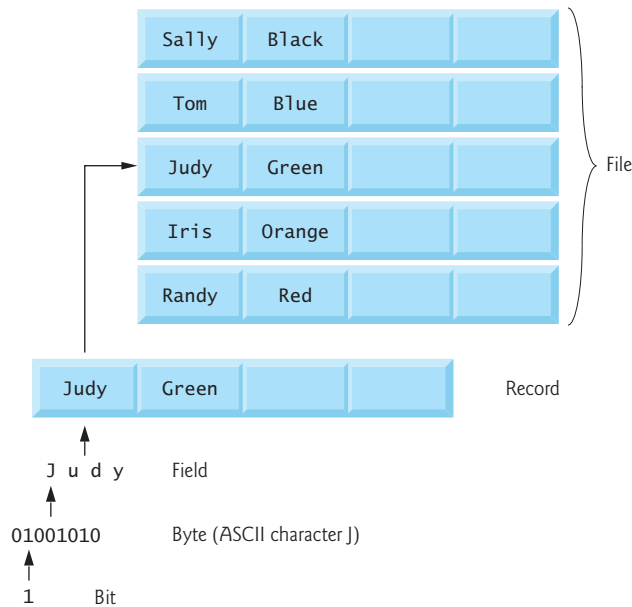 Sally Black
Tom Blue
Judy Green
File
Iris Orange
Randy Red
Judy Green
Record
J u d y Field
01001010 Byte (ASCII character J)
1 Bit